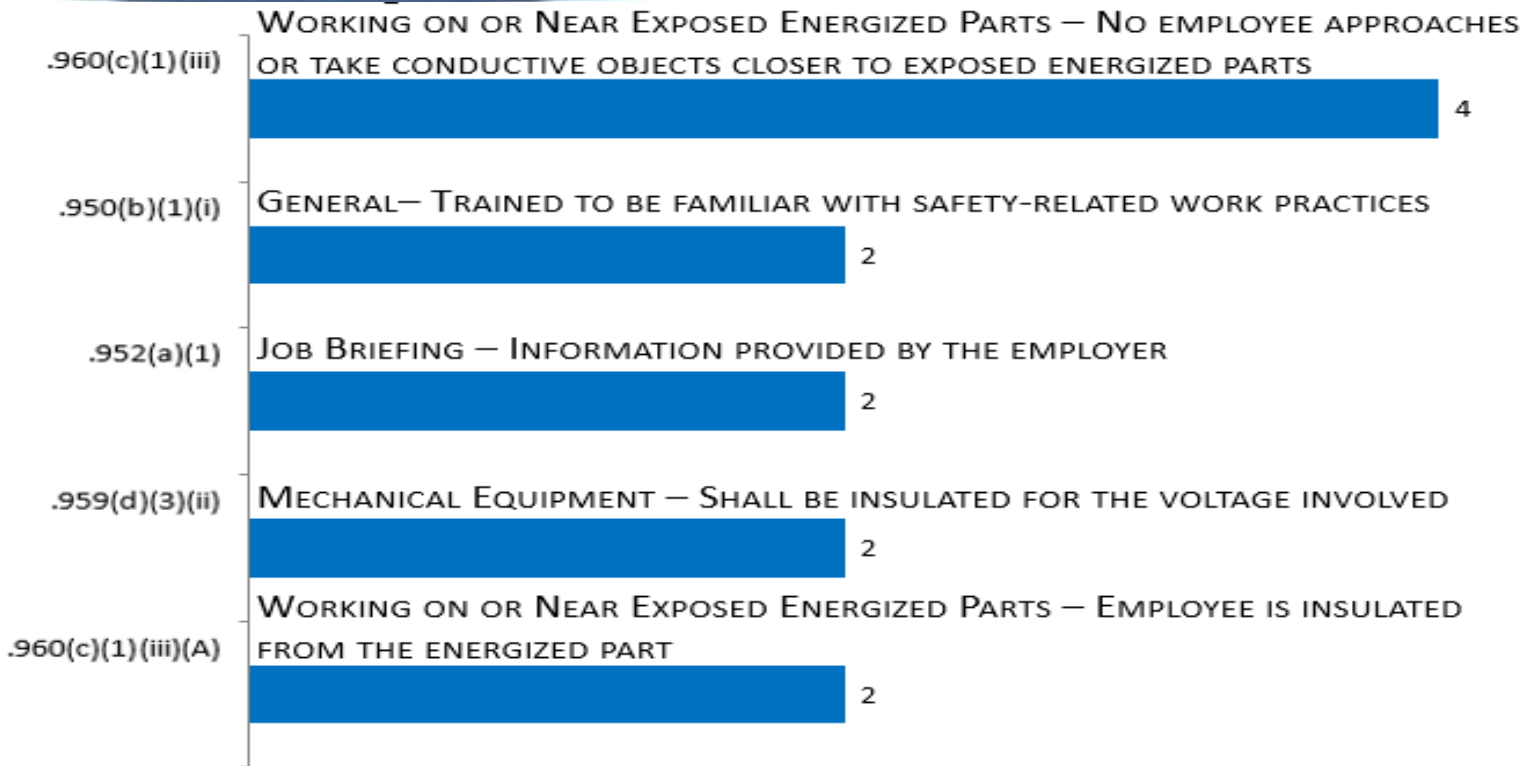 WORKING ON OR NEAR EXPOSED ENERGIZED PARTS – NO EMPLOYEE APPROACHES
.960(c)(1)(iii) OR TAKE CONDUCTIVE OBJECTS CLOSER TO EXPOSED ENERGIZED PARTS
4
.950(b)(1)(i) GENERAL– TRAINED TO BE FAMILIAR WITH SAFETY-RELATED WORK PRACTICES
2
.952(a)(1) JOB BRIEFING – INFORMATION PROVIDED BY THE EMPLOYER
2
.959(d)(3)(ii) MECHANICAL EQUIPMENT – SHALL BE INSULATED FOR THE VOLTAGE INVOLVED
2
WORKING ON OR NEAR EXPOSED ENERGIZED PARTS – EMPLOYEE IS INSULATED
.960(c)(1)(iii)(A) FROM THE ENERGIZED PART
2